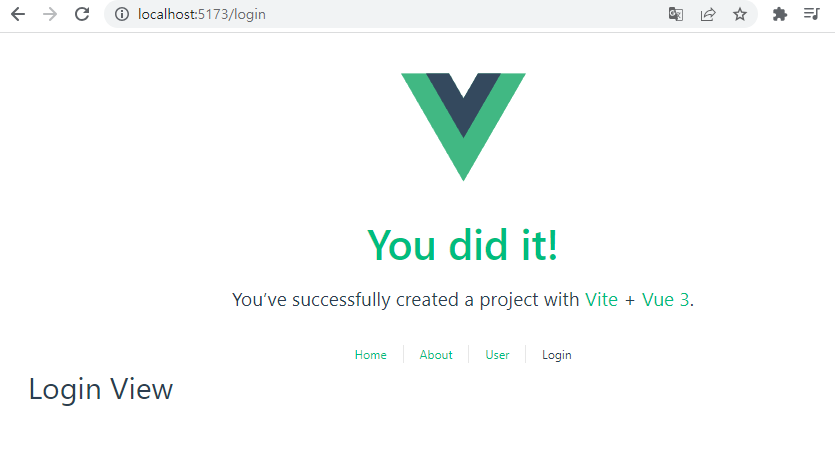 localhost:5173/login
You did it!
You’ve successfully created a project with Vite + Vue 3.
Home About User Login
Login View